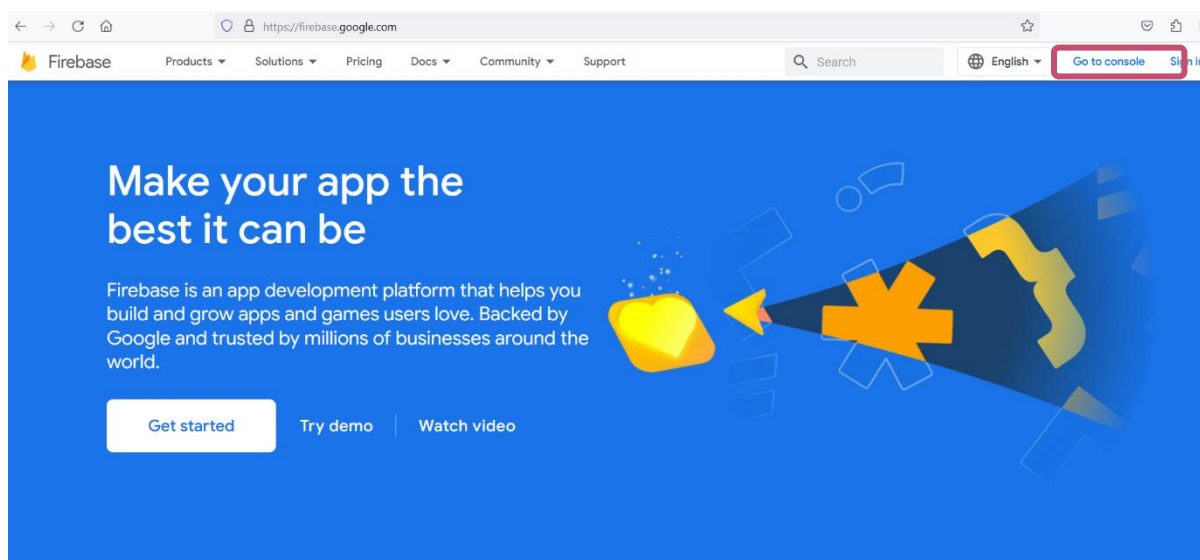 https://firebase.google.com
Firebase Products Solutions Pricing Docs Community Support Search English Go to console Sign in
Make your app the
best it can be
Firebase is an app development platform that helps you
build and grow apps and games users love. Backed by
Google and trusted by millions of businesses around the
world.
Get started Try demo Watch video